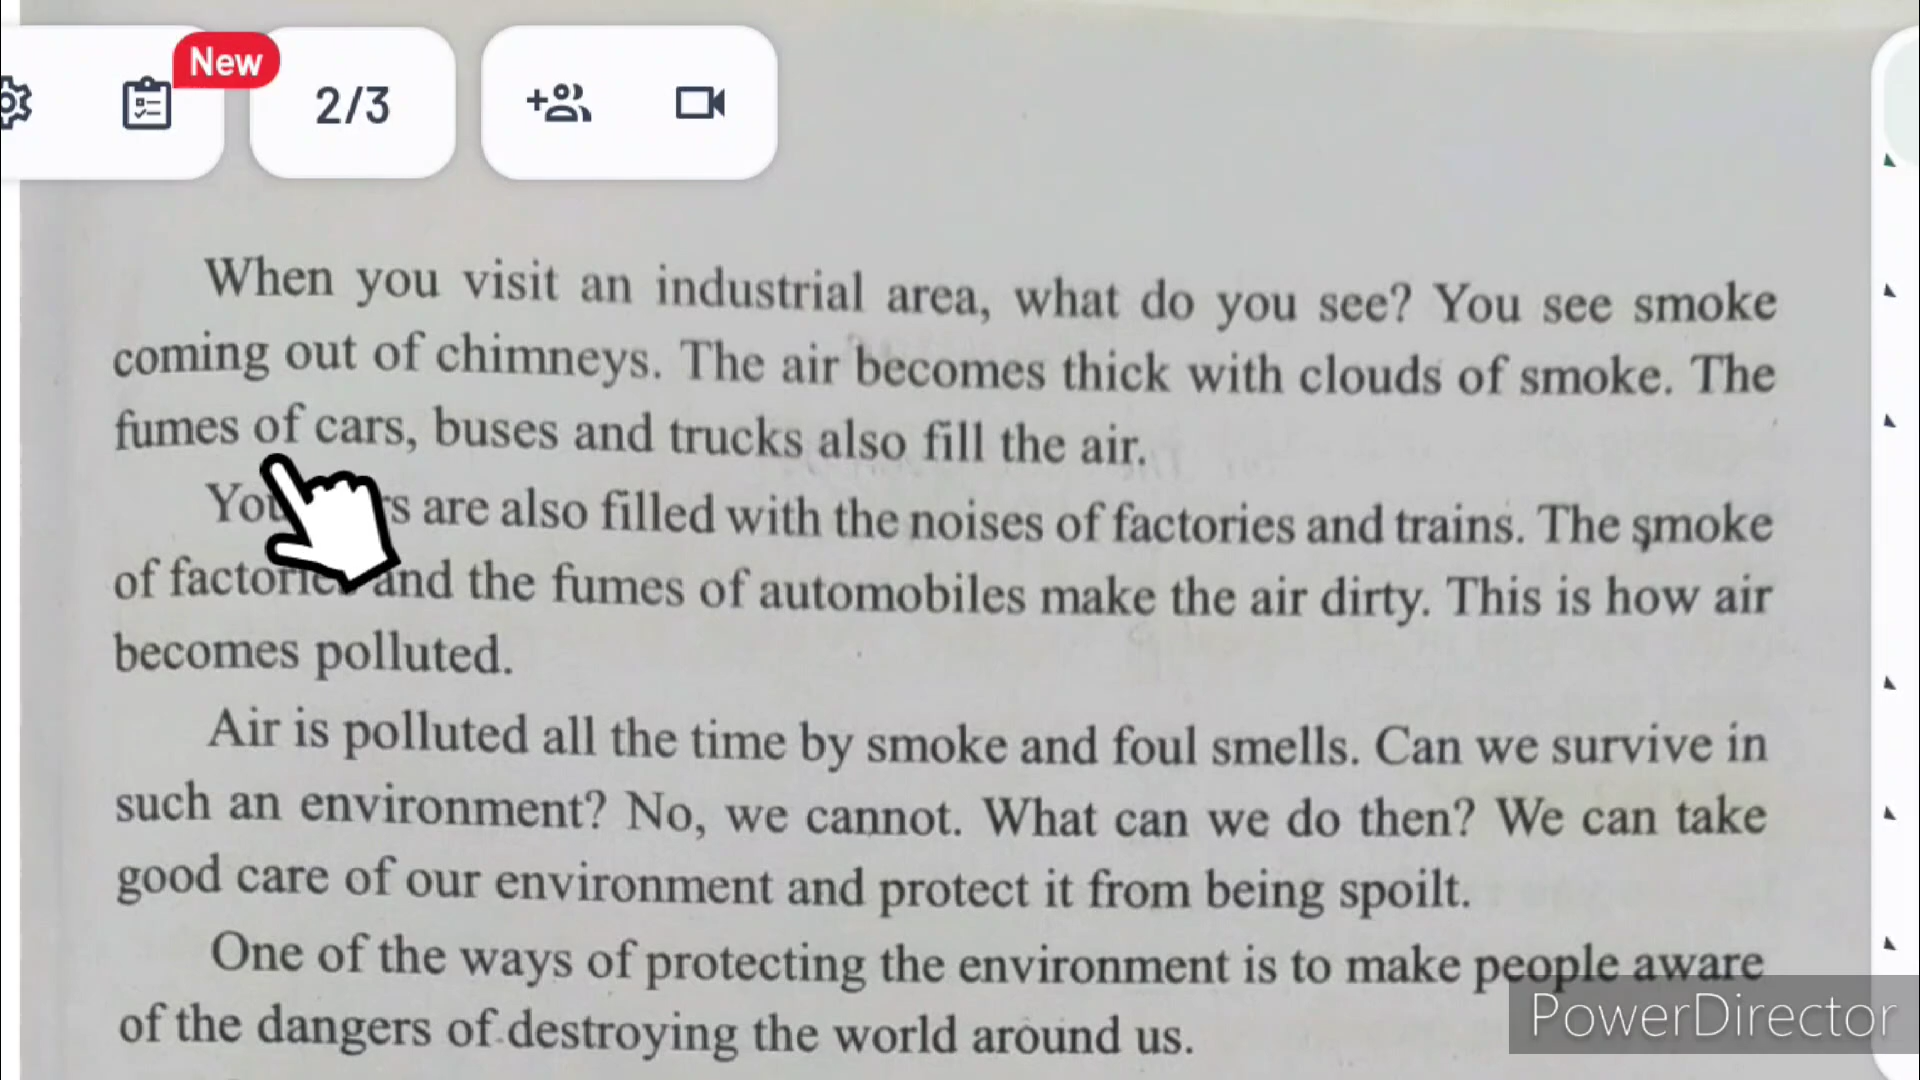 New
2/3
When you visit an industrial area, what do you see? You see smoke
coming out of chimneys. The air becomes thick with clouds of smoke. The
fumes of cars, buses and trucks also fill the air.
are also filled with the noises of factories and trains. The smoke
of and the fumes of automobiles make the air dirty. This is how air
becomes polluted.
Air is polluted all the time by smoke and foul smells. Can we survive in
such an environment? No, we cannot. What can we do then? We can take
good care of our environment and protect it from being spoilt.
One of the ways of protecting the environment is to make people aware
of the dangers of destroying the world around us.
PowerDirector